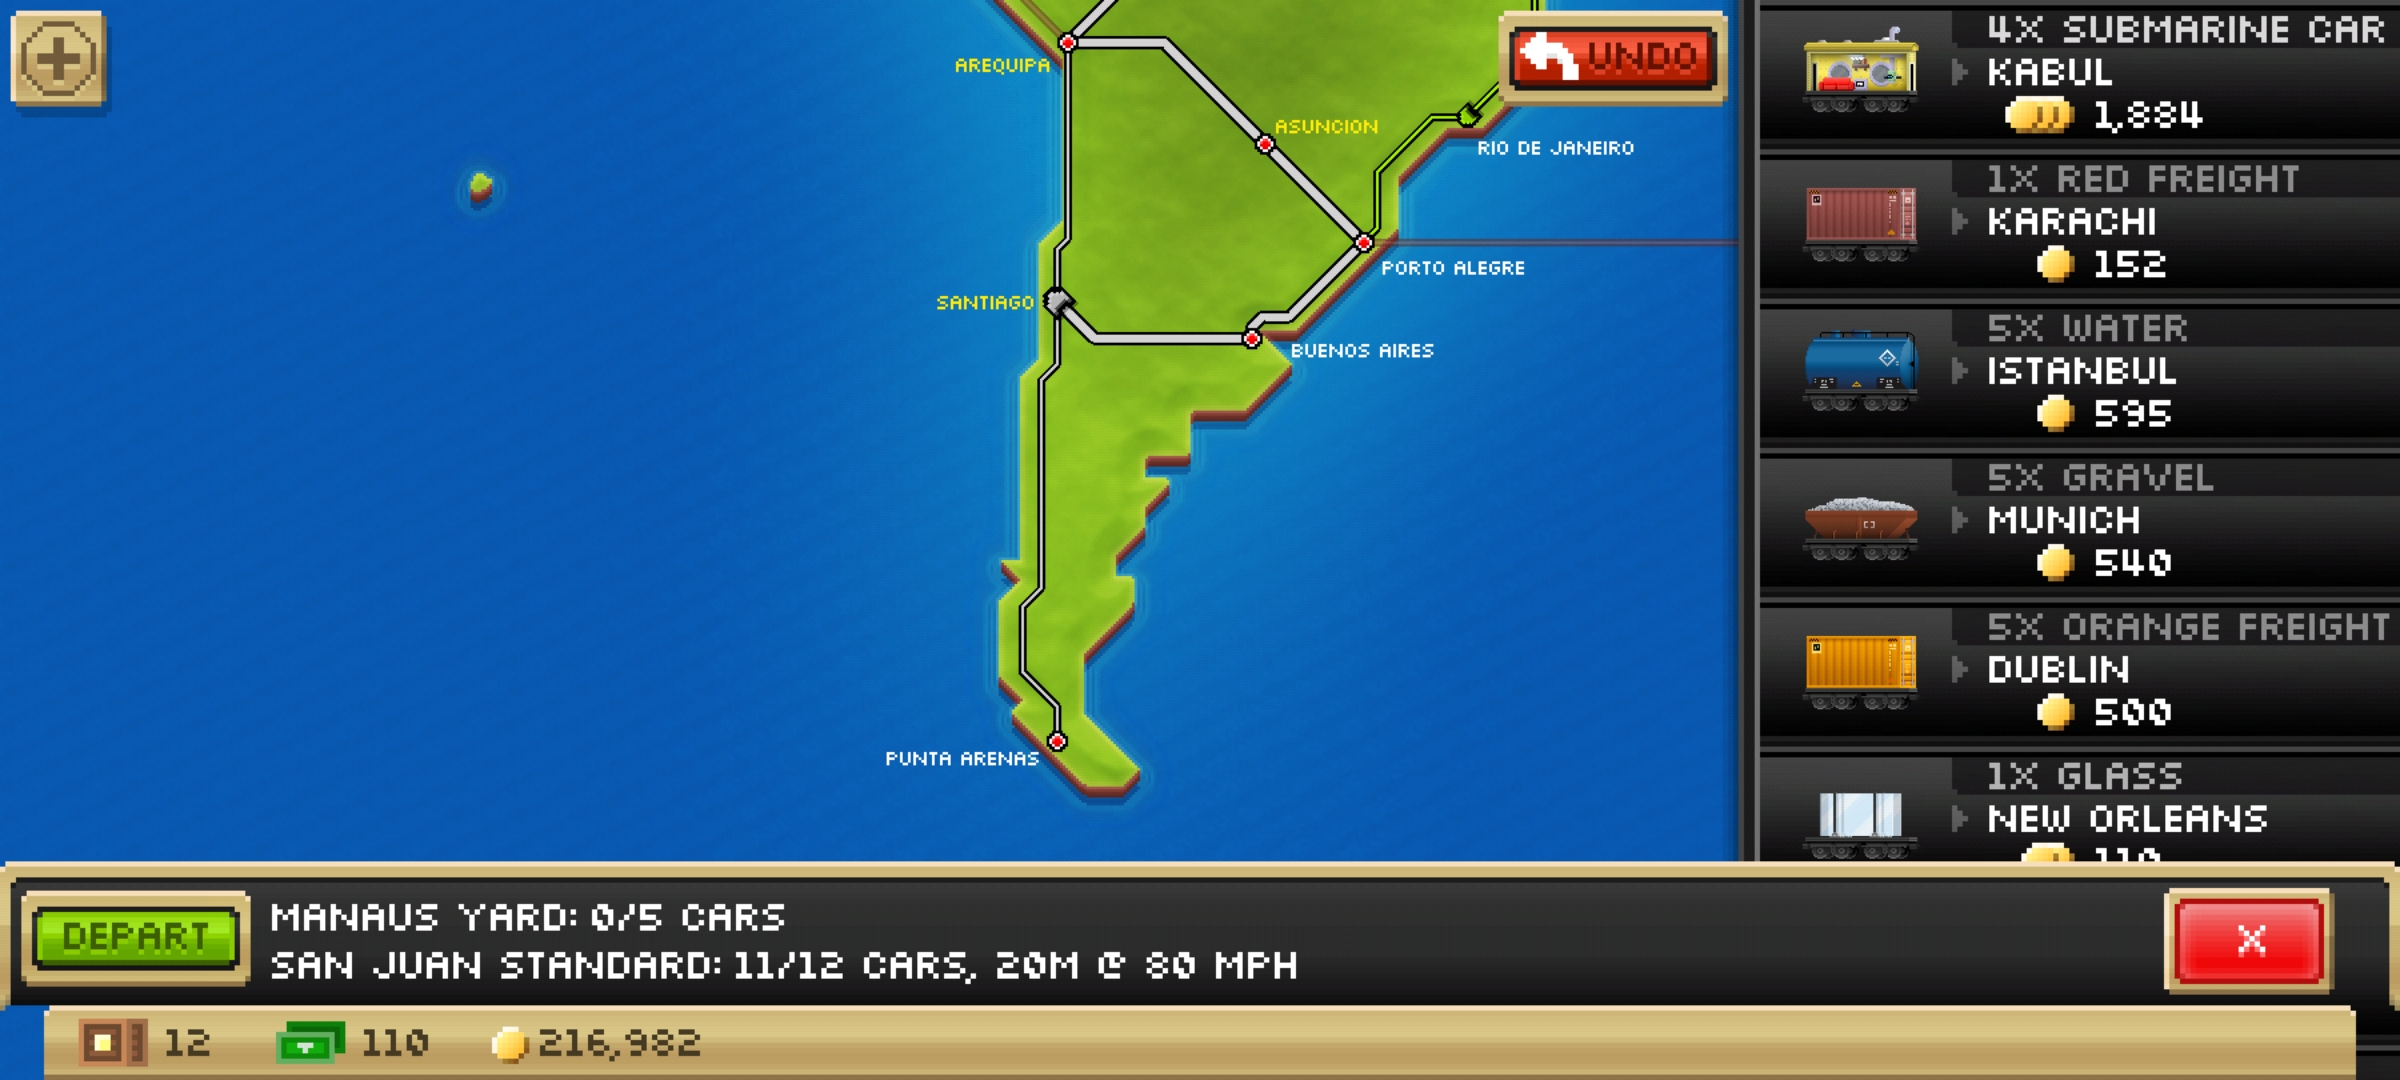 AREQUIPA
UNDO
ASUNCION
RIO DE JANEIRO
SANTIAGO
PORTO ALEGRE
BUENOS AIRES
PUNTA ARENAS
4X SUBMARINE CAR
KABUL
1,884
1X RED FREIGHT
KARACHI
152
5X WATER
ISTANBUL
595
5X GRAVEL
MUNICH
540
5X ORANGE FREIGHT
DUBLIN
500
1X GLASS
NEW ORLEANS
110
DEPART
MANAUS YARD: 0/5 CARS
SAN JUAN STANDARD: 11/12 CARS, 20M @ 80 MPH
X
12
110
216,982